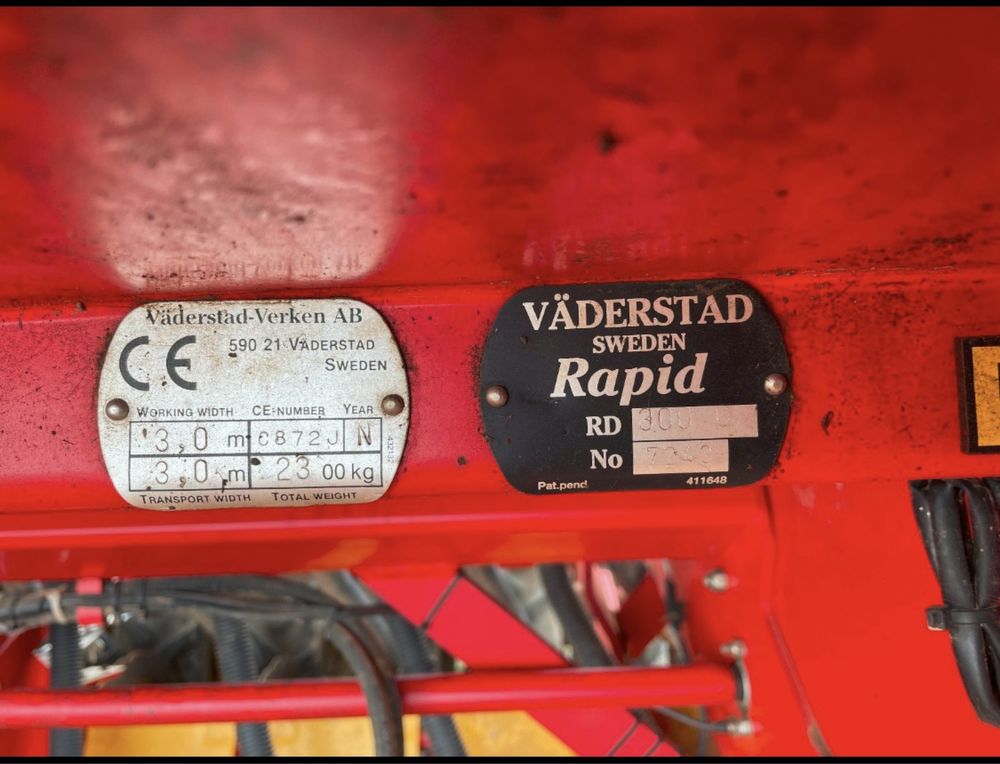 Väderstad-Verken AB
CE
590 21 VÄDERSTAD
SWEDEN
WORKING WIDTH CE-NUMBER YEAR
3,0 m 6872J N
3,0 m 23 00 kg
TRANSPORT WIDTH TOTAL WEIGHT
VÄDERSTAD
SWEDEN
Rapid
RD
No
Pat.pend 411648